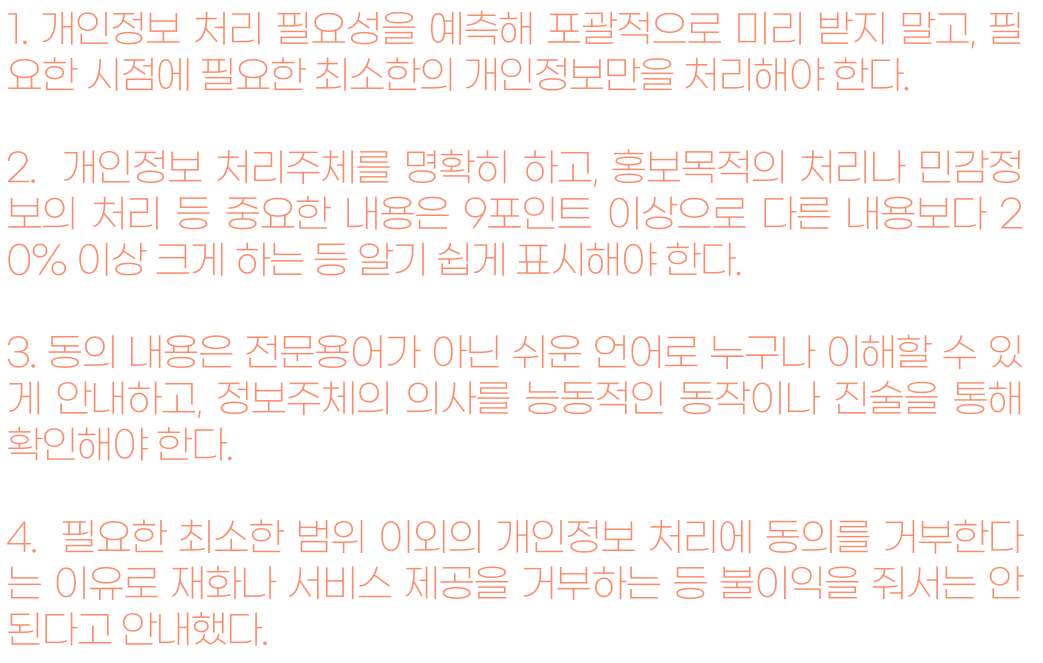 1. 개인정보 처리 필요성을 예측해 포괄적으로 미리 받지 말고, 필
요한 시점에 필요한 최소한의 개인정보만을 처리해야 한다.
2. 개인정보 처리주체를 명확히 하고, 홍보목적의 처리나 민감정
보의 처리 등 중요한 내용은 9포인트 이상으로 다른 내용보다 2
0% 이상 크게 하는 등 알기 쉽게 표시해야 한다.
3. 동의 내용은 전문용어가 아닌 쉬운 언어로 누구나 이해할 수 있
게 안내하고, 정보주체의 의사를 능동적인 동작이나 진술을 통해
확인해야 한다.
4. 필요한 최소한 범위 이외의 개인정보 처리에 동의를 거부한다
는 이유로 재화나 서비스 제공을 거부하는 등 불이익을 줘서는 안
된다고 안내했다.